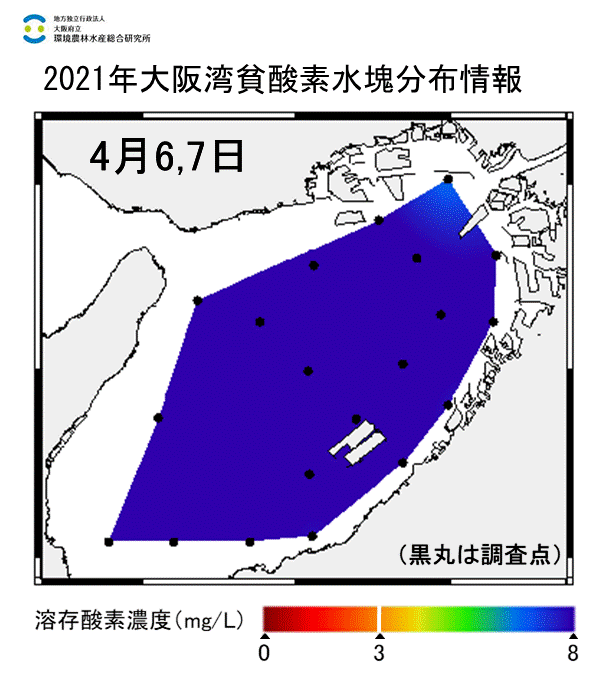 地方独立行政法人
大阪府立
環境農林水産総合研究所
2021年大阪湾貧酸素水塊分布情報
4月6,7日
(黒丸は調査点)
溶存酸素濃度(mg/L)
0 3 8